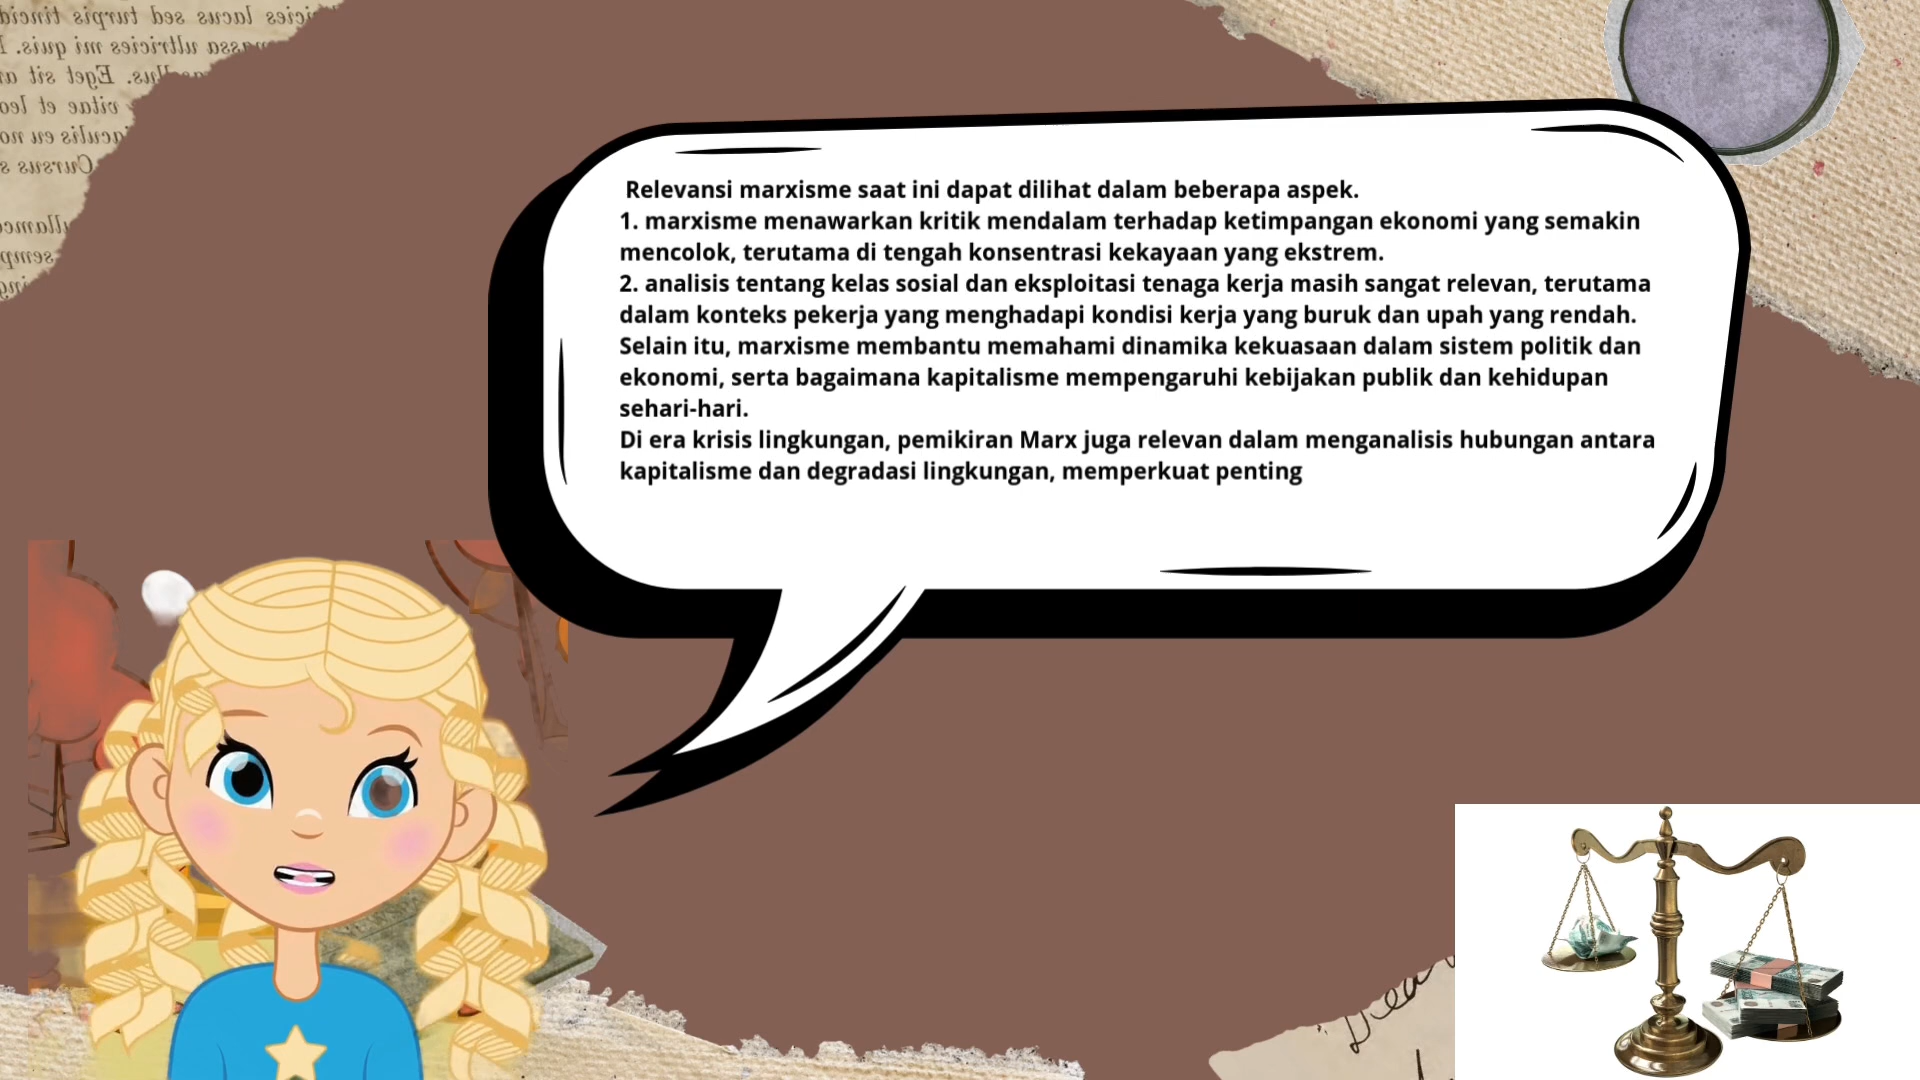 Relevansi marxisme saat ini dapat dilihat dalam beberapa aspek.
1. marxisme menawarkan kritik mendalam terhadap ketimpangan ekonomi yang semakin
mencolok, terutama di tengah konsentrasi kekayaan yang ekstrem.
2. analisis tentang kelas sosial dan eksploitasi tenaga kerja masih sangat relevan, terutama
dalam konteks pekerja yang menghadapi kondisi kerja yang buruk dan upah yang rendah.
Selain itu, marxisme membantu memahami dinamika kekuasaan dalam sistem politik dan
ekonomi, serta bagaimana kapitalisme mempengaruhi kebijakan publik dan kehidupan
sehari-hari.
Di era krisis lingkungan, pemikiran Marx juga relevan dalam menganalisis hubungan antara
kapitalisme dan degradasi lingkungan, memperkuat penting